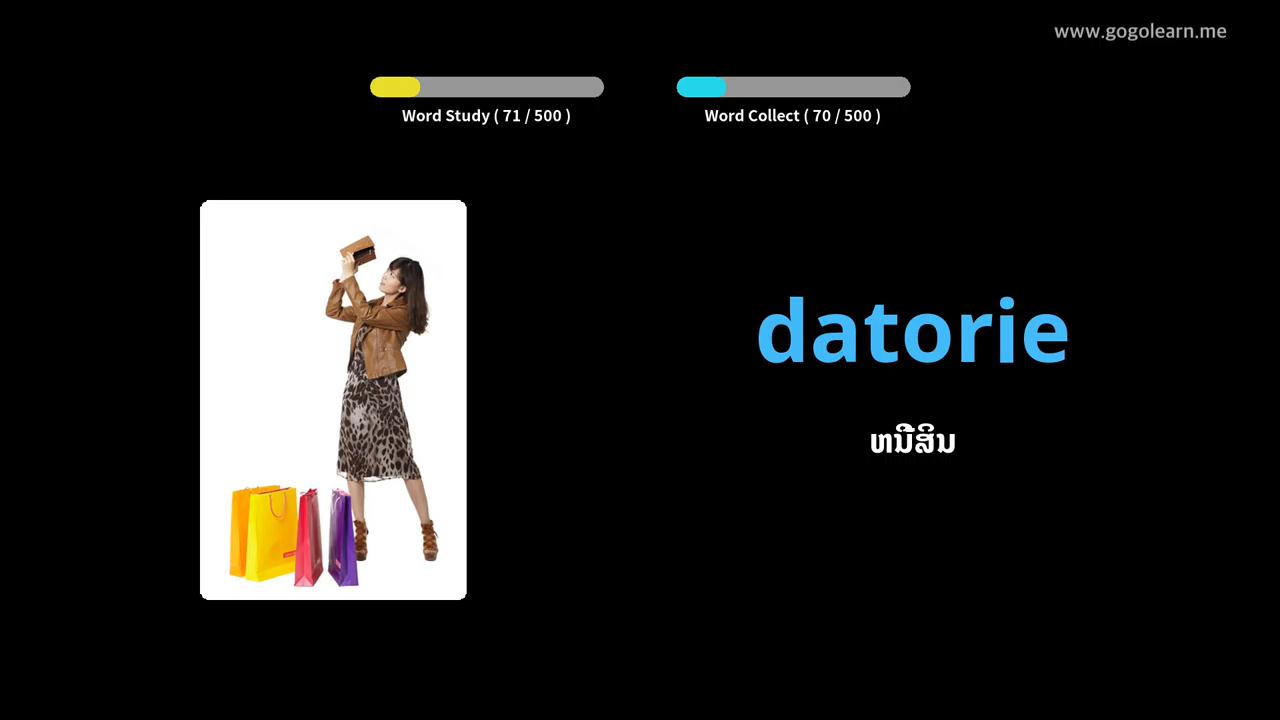 www.gogolearn.me
Word Study ( 71 / 500 )
Word Collect ( 70 / 500 )
datorie
ຫນີ້ສິນ